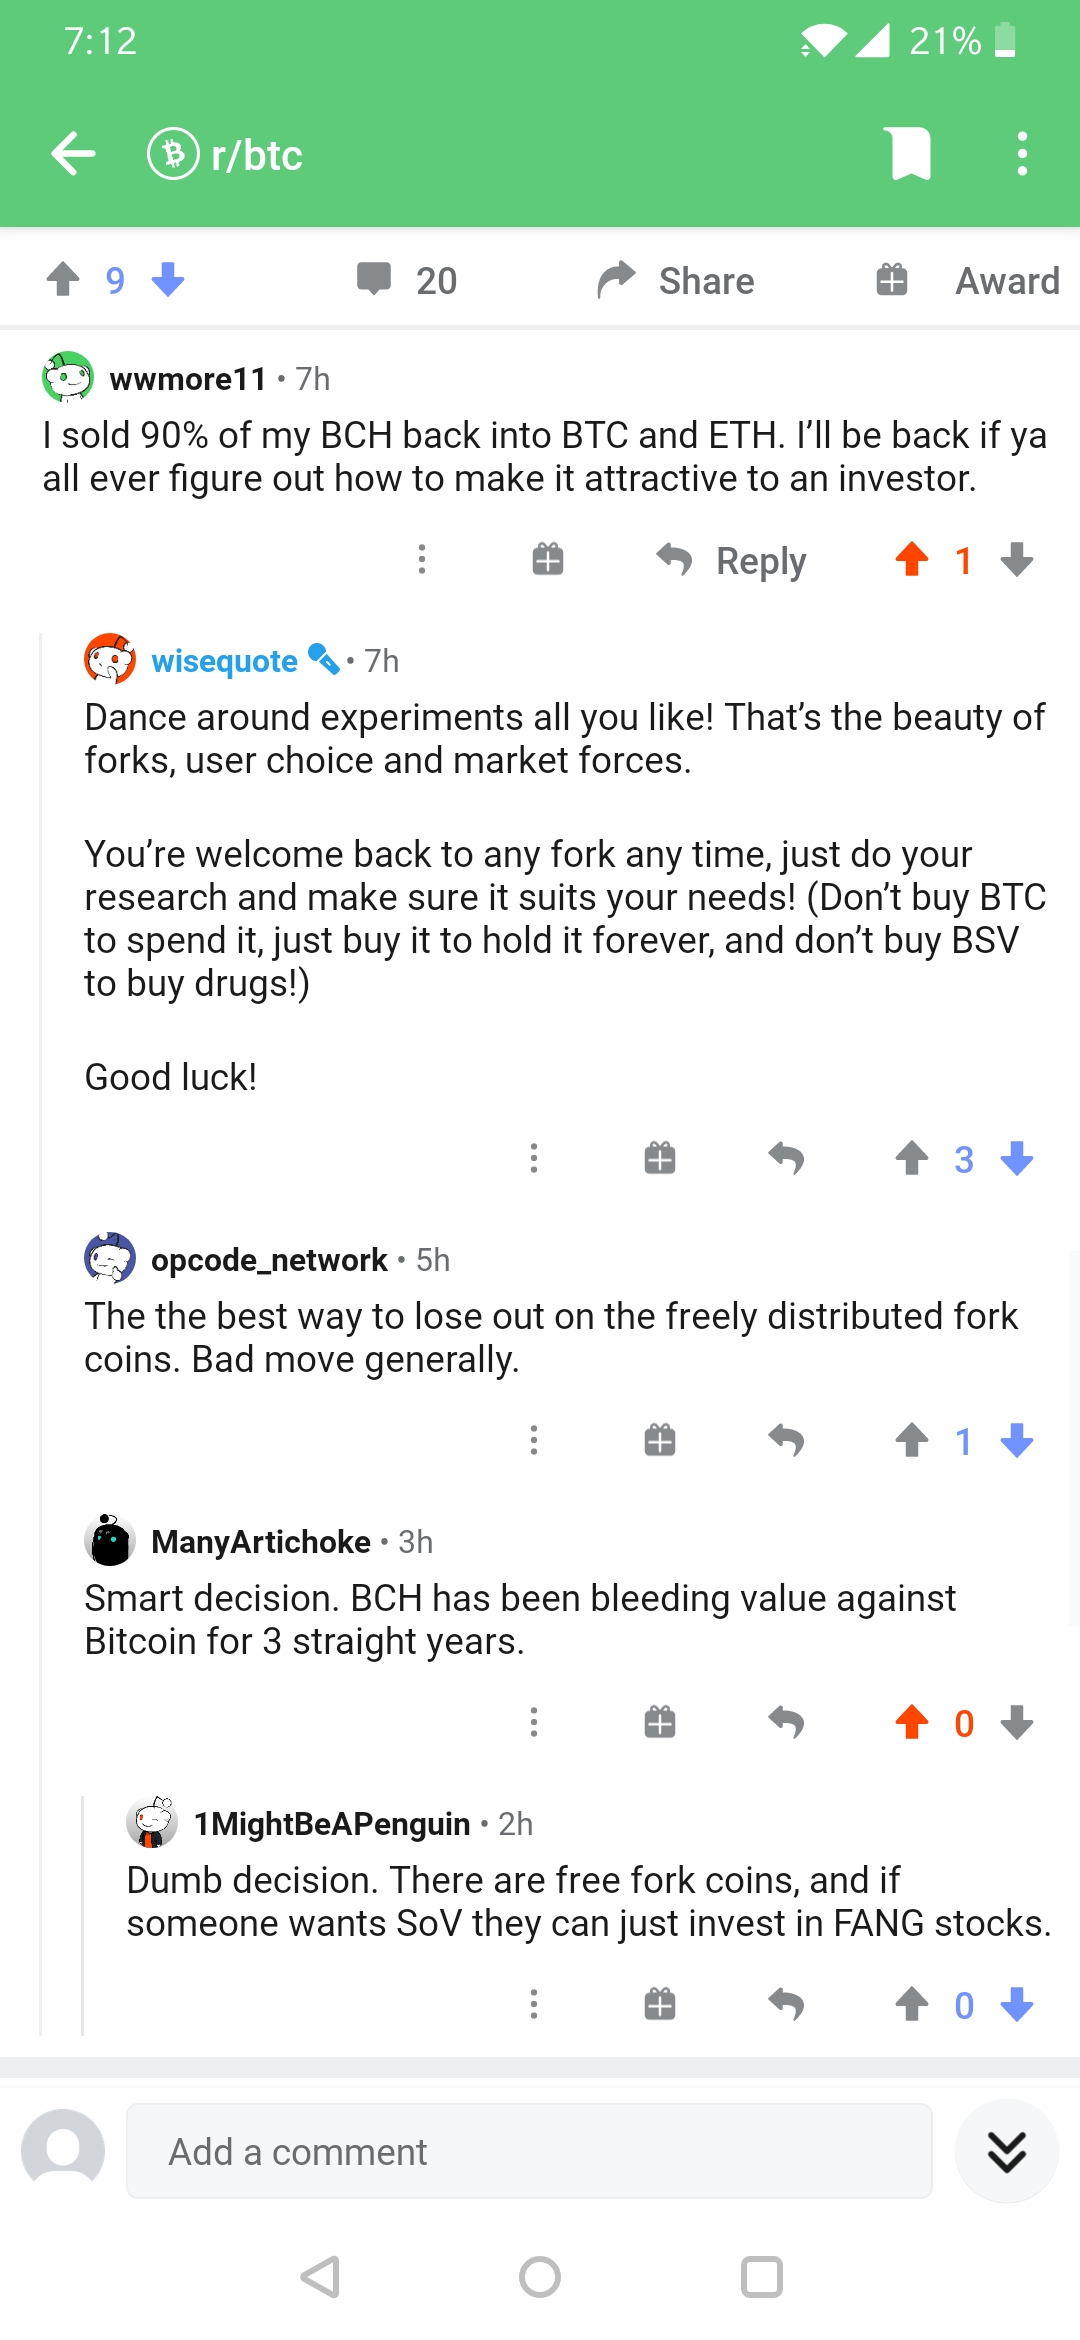 7:12
21%
r/btc
9
20
Share
Award
wwmore11 • 7h
I sold 90% of my BCH back into BTC and ETH. I’ll be back if ya
all ever figure out how to make it attractive to an investor.
Reply
1
wisequote • 7h
Dance around experiments all you like! That’s the beauty of
forks, user choice and market forces.
You’re welcome back to any fork any time, just do your
research and make sure it suits your needs! (Don’t buy BTC
to spend it, just buy it to hold it forever, and don’t buy BSV
to buy drugs!)
Good luck!
3
opcode_network • 5h
The the best way to lose out on the freely distributed fork
coins. Bad move generally.
1
ManyArtichoke • 3h
Smart decision. BCH has been bleeding value against
Bitcoin for 3 straight years.
0
1MightBeAPenguin • 2h
Dumb decision. There are free fork coins, and if
someone wants SoV they can just invest in FANG stocks.
0
Add a comment